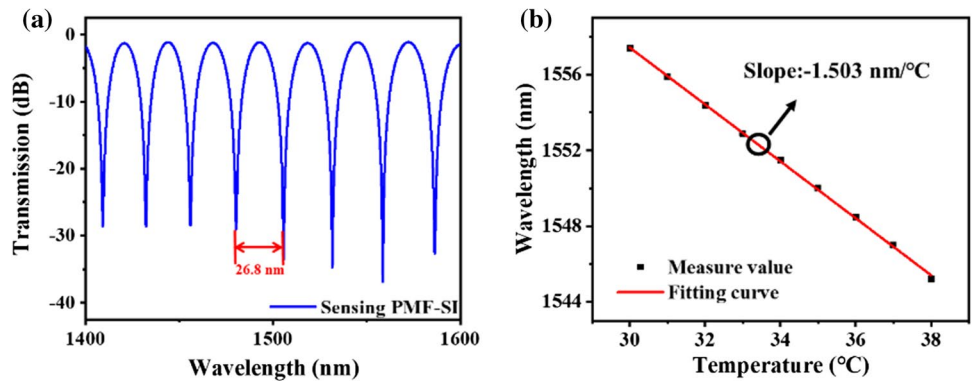 (a)
0
-10
-20
-30
-40
Transmission (dB)
26.8 nm
Sensing PMF-SI
1400
1500
1600
Wavelength (nm)
(b)
1556
1552
1548
1544
Wavelength (nm)
Slope:-1.503 nm/°C
Measure value
Fitting curve
30
32
34
36
38
Temperature (°C)